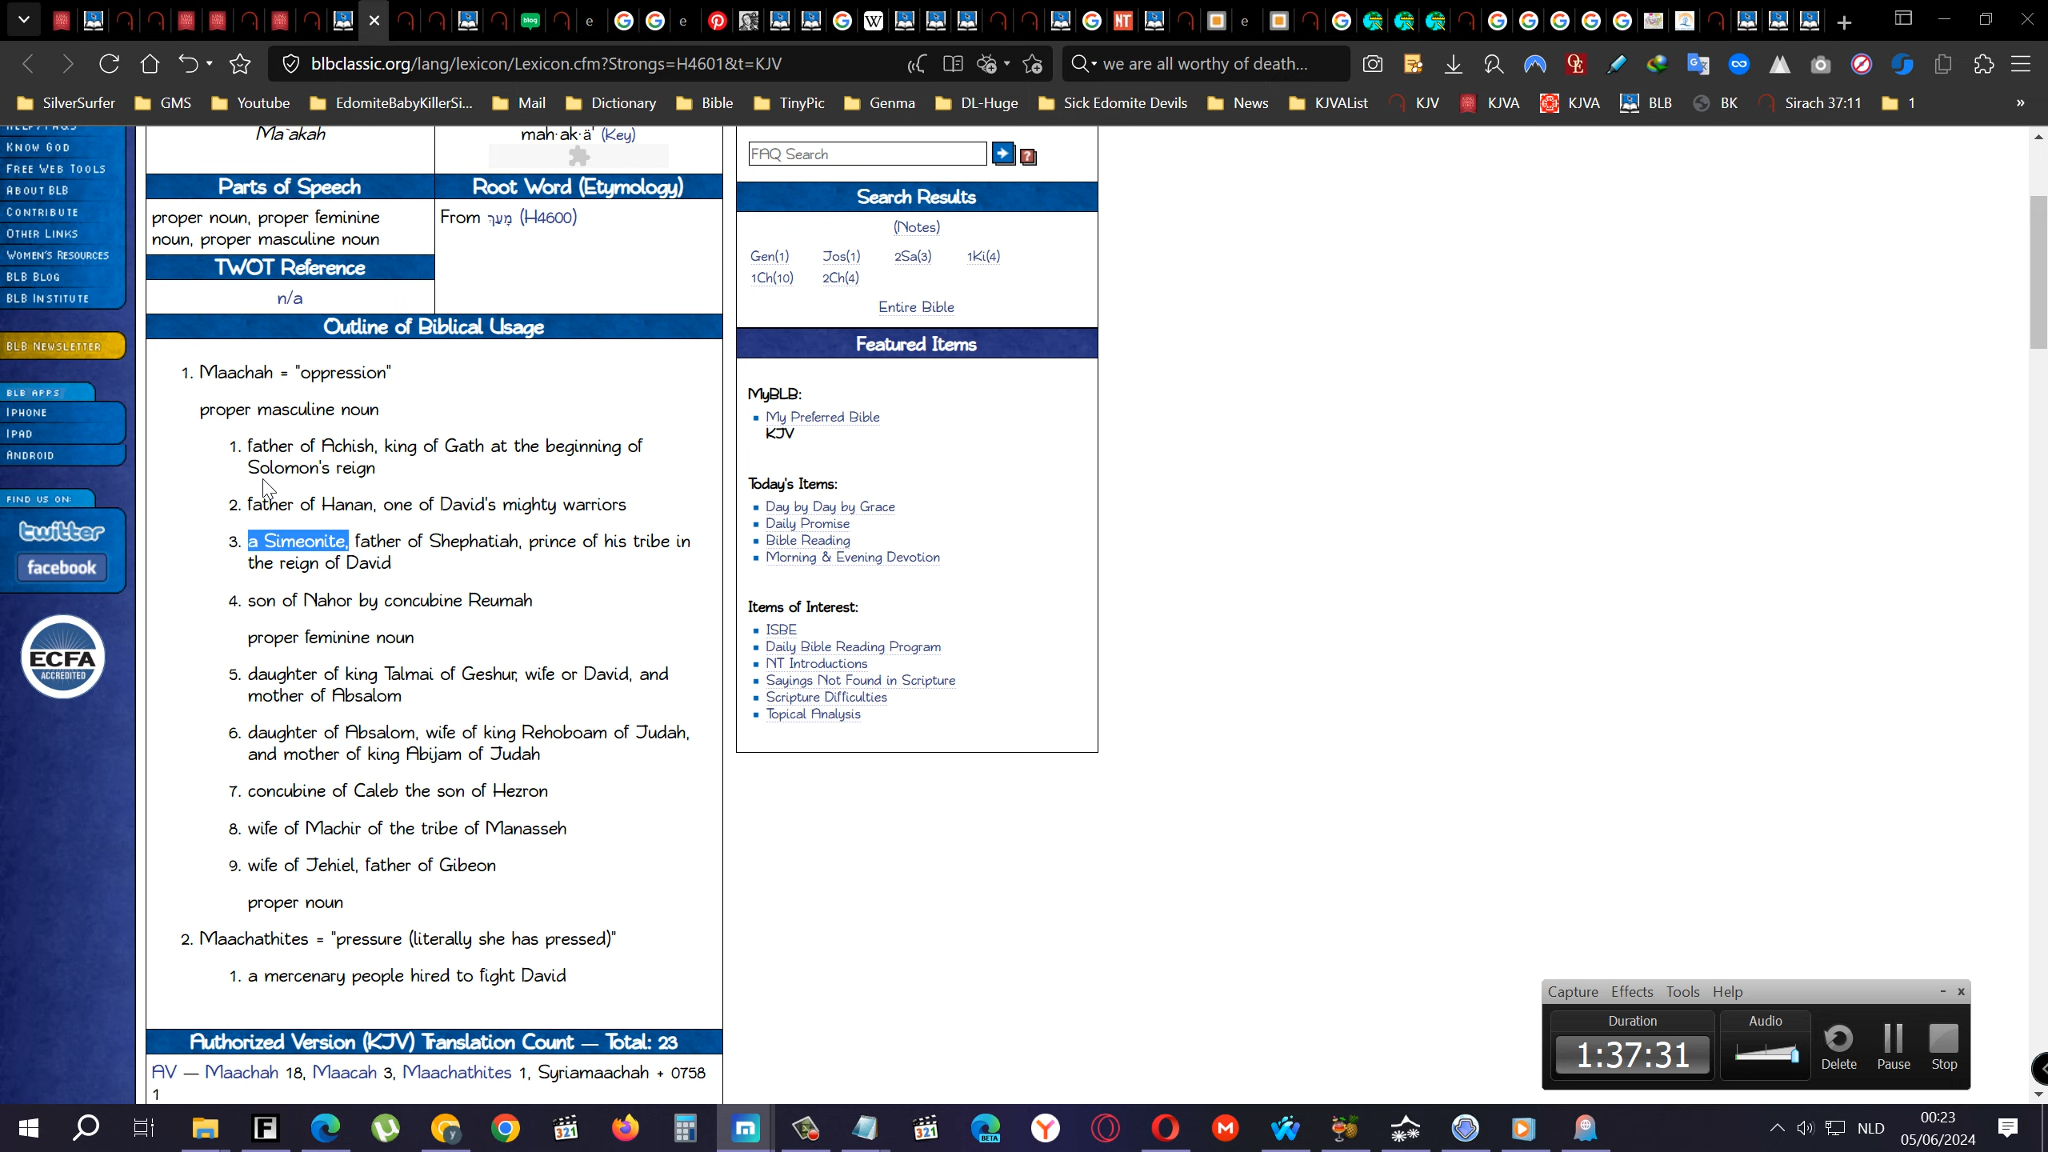 blbclassic.org/lang/lexicon/Lexicon.cfm?Strongs=H4601&t=KJV
we are all worthy of death...
SilverSurfer
GMS
Youtube
EdomiteBabyKillerSi...
Mail
Dictionary
Bible
TinyPic
Genma
DL-Huge
Sick Edomite Devils
News
KJVAList
KJV
KJVA
KJVA
BLB
BK
Sirach 37:11
1
»
Know God
Free Web Tools
About BLB
Contribute
Other Links
Women's Resources
BLB Blog
BLB Institute
BLB Newsletter
BLB Apps
iPhone
iPad
Android
Find us on:
twitter
facebook
ECFA
ACCREDITED
Ma`akah
mah·ak·ä' (Key)
Parts of Speech
Root Word (Etymology)
proper noun, proper feminine
noun, proper masculine noun
From מָעַךְ (H4600)
TWOT Reference
n/a
Outline of Biblical Usage
1. Maachah = "oppression"
proper masculine noun
1. father of Achish, king of Gath at the beginning of
Solomon's reign
2. father of Hanan, one of David's mighty warriors
3. a Simeonite, father of Shephatiah, prince of his tribe in
the reign of David
4. son of Nahor by concubine Reumah
proper feminine noun
5. daughter of king Talmai of Geshur, wife or David, and
mother of Absalom
6. daughter of Absalom, wife of king Rehoboam of Judah,
and mother of king Abijam of Judah
7. concubine of Caleb the son of Hezron
8. wife of Machir of the tribe of Manasseh
9. wife of Jehiel, father of Gibeon
proper noun
2. Maachathites = "pressure (literally she has pressed)"
1. a mercenary people hired to fight David
Authorized Version (KJV) Translation Count — Total: 23
AV — Maachah 18, Maacah 3, Maachathites 1, Syriamaachah + 0758
1
FAQ Search
Search Results
(Notes)
Gen(1) Jos(1) 2Sa(3) 1Ki(4)
1Ch(10) 2Ch(4)
Entire Bible
Featured Items
MyBLB:
My Preferred Bible
KJV
Today's Items:
Day by Day by Grace
Daily Promise
Bible Reading
Morning & Evening Devotion
Items of Interest:
ISBE
Daily Bible Reading Program
NT Introductions
Sayings Not Found in Scripture
Scripture Difficulties
Topical Analysis
Capture Effects Tools Help
Duration
1:37:31
Audio
Delete
Pause
Stop
NLD
00:23
05/06/2024